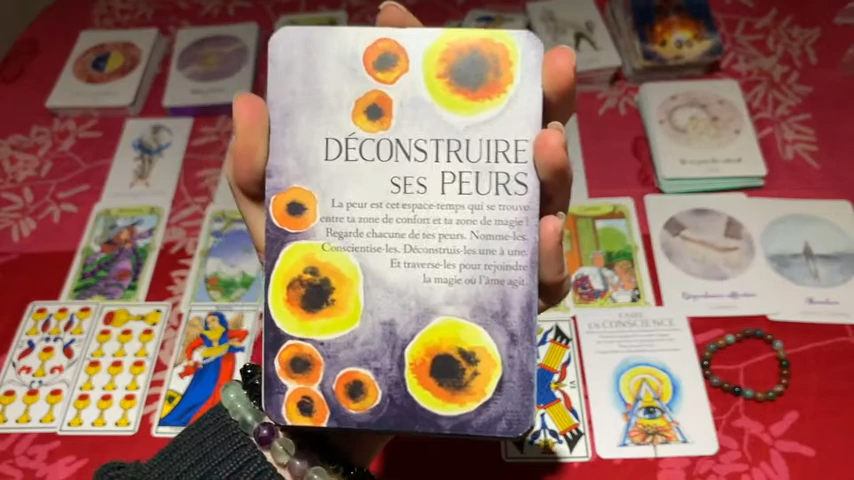 DÉCONSTRUIRE
SES PEURS
La peur est cet espace-temps qui se trouve
entre ta zone de confort et ta zone de magie !
Regarde chacune de tes peurs. Nomme-les.
Conscientise-les. Déconstruis-les une à une.
Et traverse-les pour rejoindre
la magie où l'âme agit.
CONSCIENCE